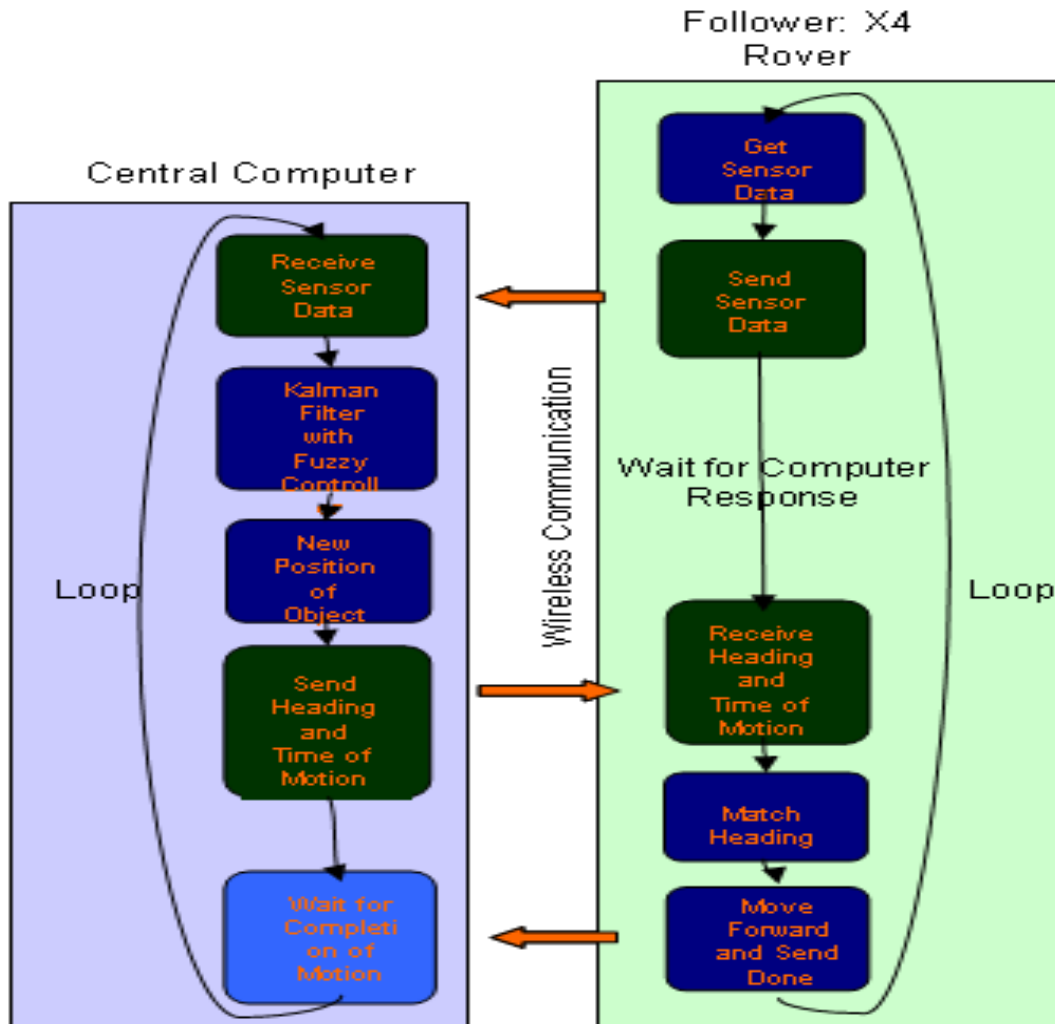 Follower: X4
Rover
Central Computer
Receive
Sensor
Data
Kalman
Filter
with
Fuzzy
Controll
New
Position
of
Object
Send
Heading
and
Time of
Motion
Wait for
Completi
on of
Motion
Loop
Wireless Communication
Get
Sensor
Data
Send
Sensor
Data
Wait for Computer
Response
Receive
Heading
and
Time of
Motion
Match
Heading
Move
Forward
and Send
Done
Loop